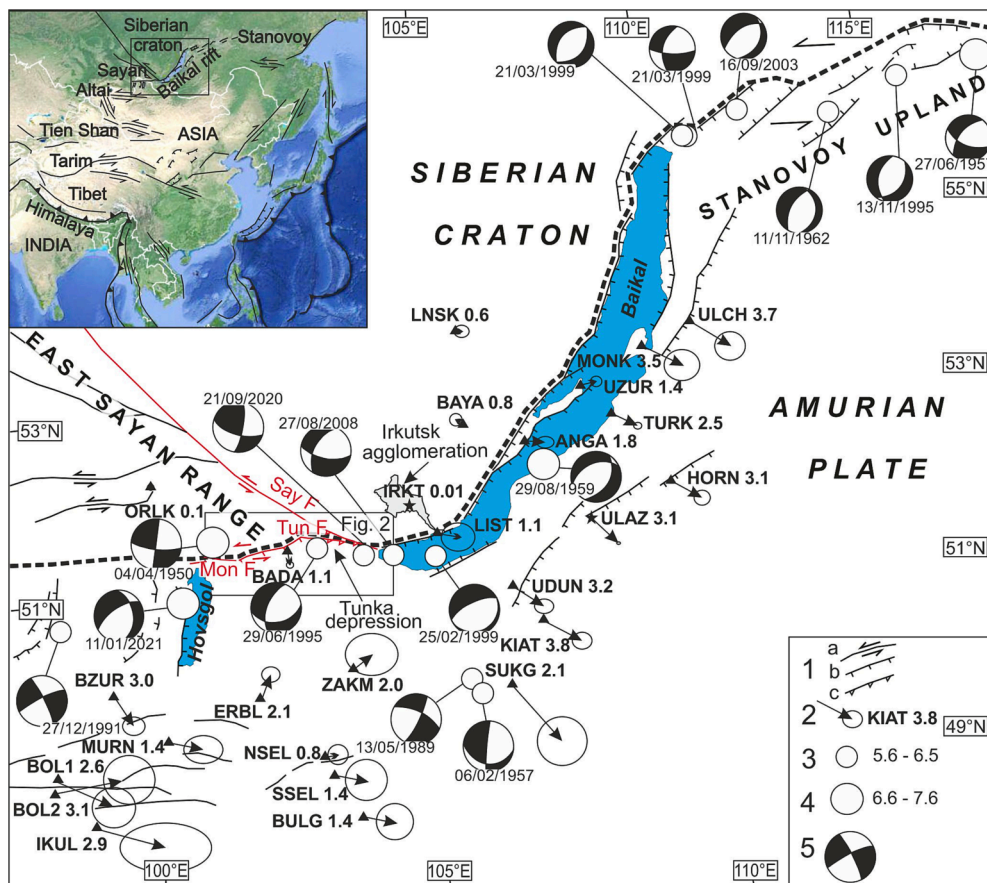 105°E
110°E
115°E
Siberian
craton
Stanovoy
Sayan
Baikal rift
Altai
Tien Shan
ASIA
Tarim
Tibet
Himalaya
INDIA
21/03/1999
21/03/1999
16/09/2003
SIBERIAN
CRATON
STANOVOY UPLAND
27/06/1957
55°N
13/11/1995
11/11/1962
Baikal
LNSK 0.6
ULCH 3.7
MONK 3.5
53°N
UZUR 1.4
EAST SAYAN RANGE
21/09/2020
BAYA 0.8
TURK 2.5
AMURIAN
PLATE
53°N
27/08/2008
Irkutsk
agglomeration
ANGA 1.8
29/08/1959
HORN 3.1
IRKT 0.01
Say F
ORLK 0.1
Tun F
Fig. 2
LIST 1.1
ULAZ 3.1
51°N
Mon F
04/04/1950
BADA 1.1
UDUN 3.2
51°N
Hovsgol
Tunka
depression
11/01/2021
29/06/1995
25/02/1999
KIAT 3.8
ZAKM 2.0
SUKG 2.1
BZUR 3.0
ERBL 2.1
27/12/1991
13/05/1989
MURN 1.4
NSEL 0.8
06/02/1957
BOL1 2.6
SSEL 1.4
BOL2 3.1
BULG 1.4
IKUL 2.9
1
a
b
c
2
KIAT 3.8
49°N
3
5.6 - 6.5
4
6.6 - 7.6
5
100°E
105°E
110°E